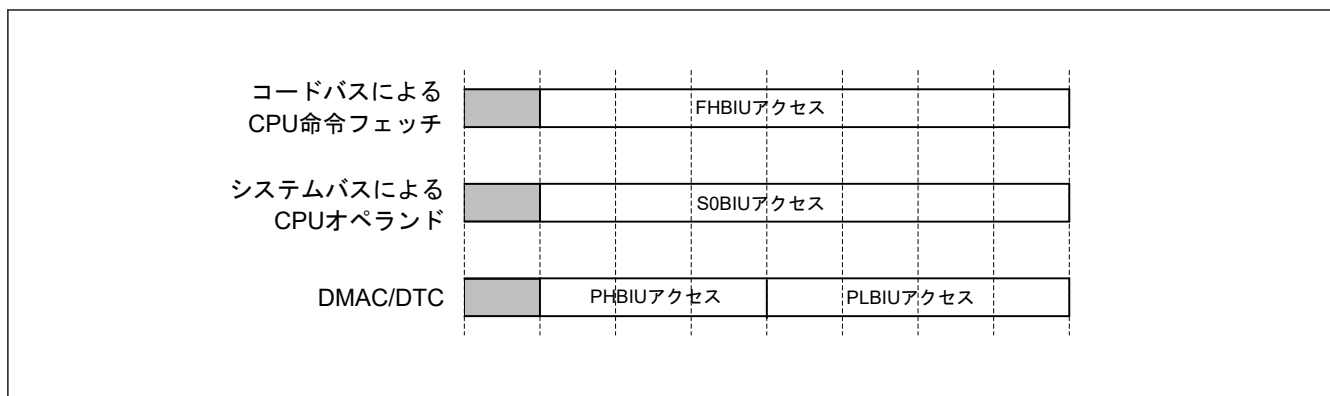 コードバスによる
CPU命令フェッチ
FHBIUアクセス
システムバスによる
CPUオペランド
S0BIUアクセス
DMAC/DTC
PHBIUアクセス
PLBIUアクセス